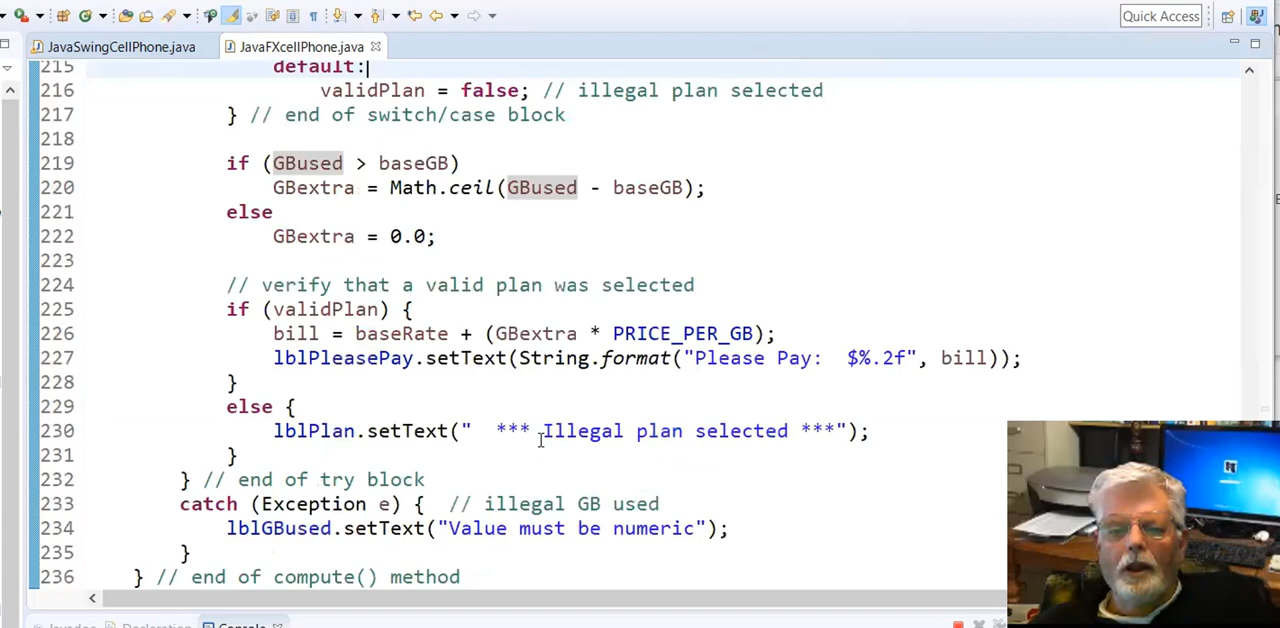 Quick Access
JavaSwingCellPhone.java
JavaFXcellPhone.java
215 default:
216 validPlan = false; // illegal plan selected
217 } // end of switch/case block
218
219 if (GBused > baseGB)
220 GBextra = Math.ceil(GBused - baseGB);
221 else
222 GBextra = 0.0;
223
224 // verify that a valid plan was selected
225 if (validPlan) {
226 bill = baseRate + (GBextra * PRICE_PER_GB);
227 lblPleasePay.setText(String.format("Please Pay:  $%.2f", bill));
228 }
229 else {
230 lblPlan.setText("  *** Illegal plan selected ***");
231 }
232 } // end of try block
233 catch (Exception e) {  // illegal GB used
234 lblGBused.setText("Value must be numeric");
235 }
236 } // end of compute() method
Javadoc Declaration Console